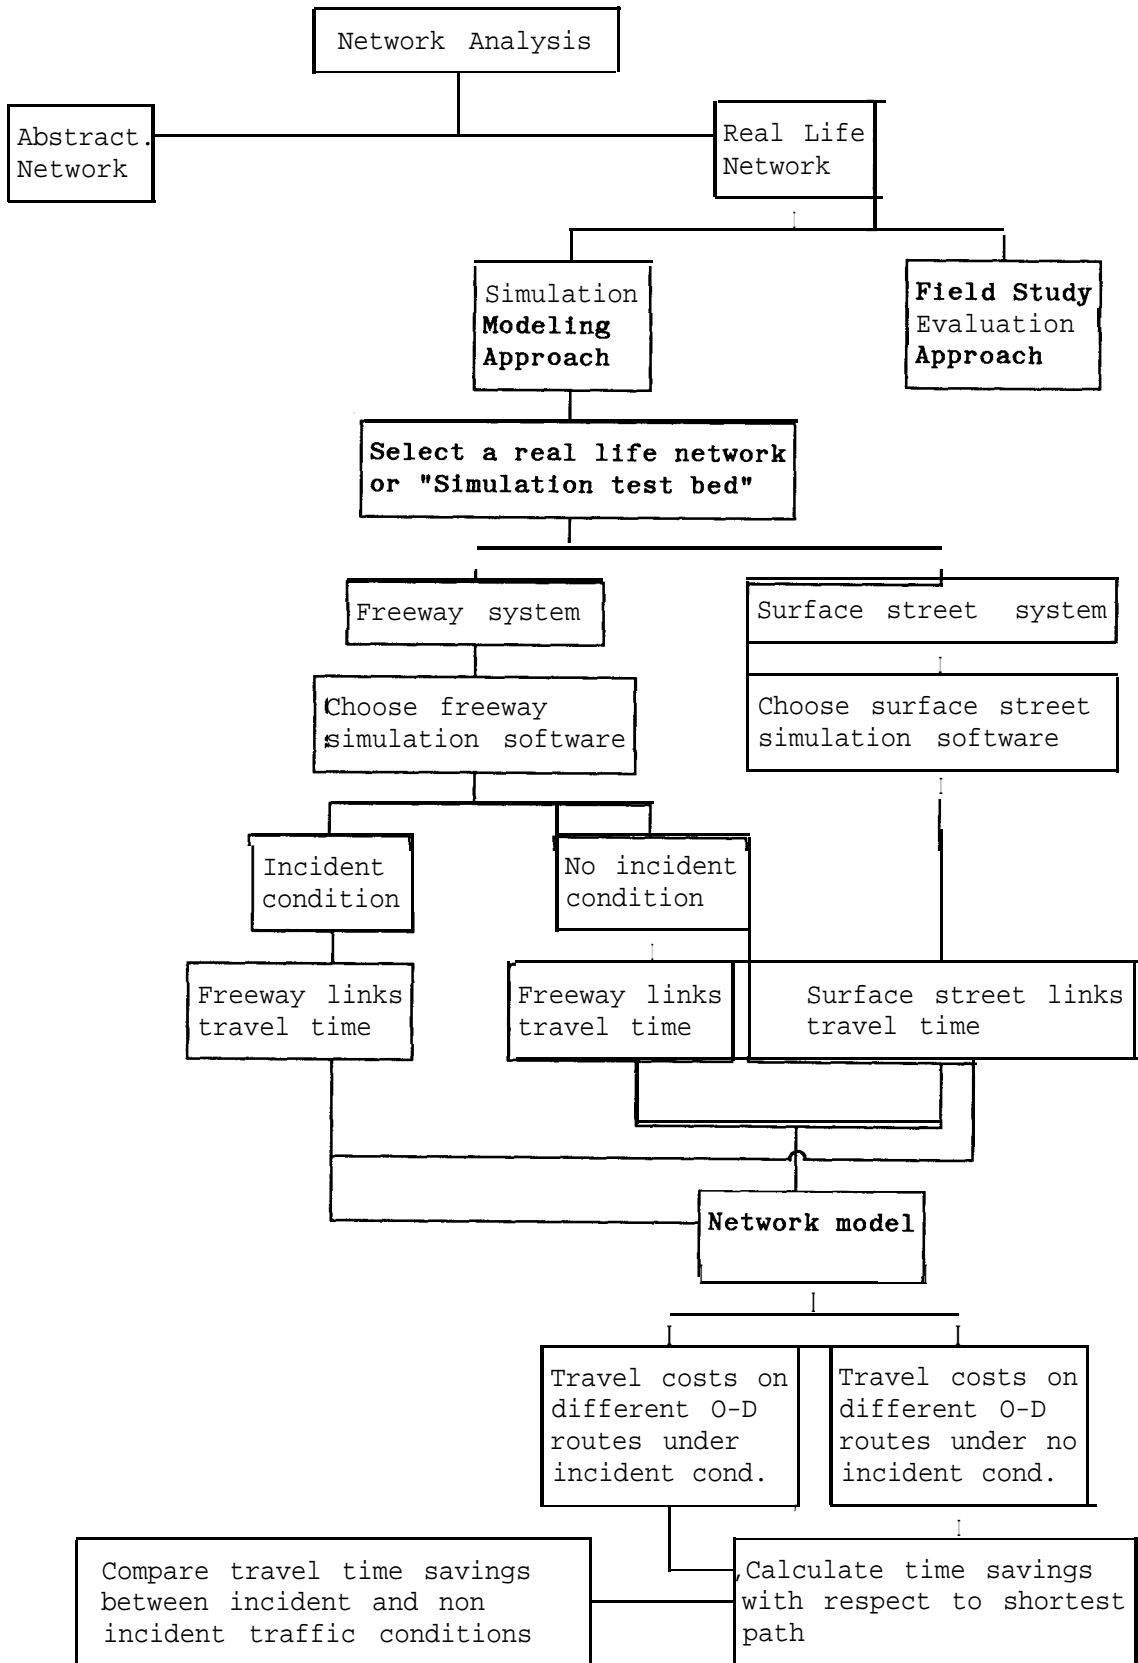 Network Analysis
Abstract.
Network
Real Life
Network
Simulation
Modeling
Approach
Field Study
Evaluation
Approach
Select a real life network
or "Simulation test bed"
Freeway system
Surface street system
Choose freeway
simulation software
Choose surface street
simulation software
Incident
condition
No incident
condition
Freeway links
travel time
Freeway links
travel time
Surface street links
travel time
Network model
Travel costs on
different O-D
routes under
incident cond.
Travel costs on
different O-D
routes under no
incident cond.
Compare travel time savings
between incident and non
incident traffic conditions
Calculate time savings
with respect to shortest
path